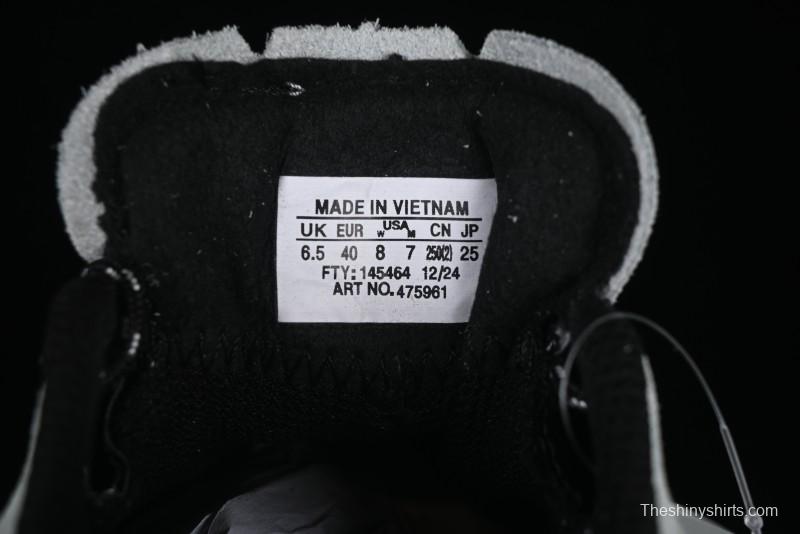 MADE IN VIETNAM
UK EUR W USA M CN JP
6.5 40 8 7 250(2) 25
FTY: 145464 12/24
ART NO. 475961
Theshinyshirts.com